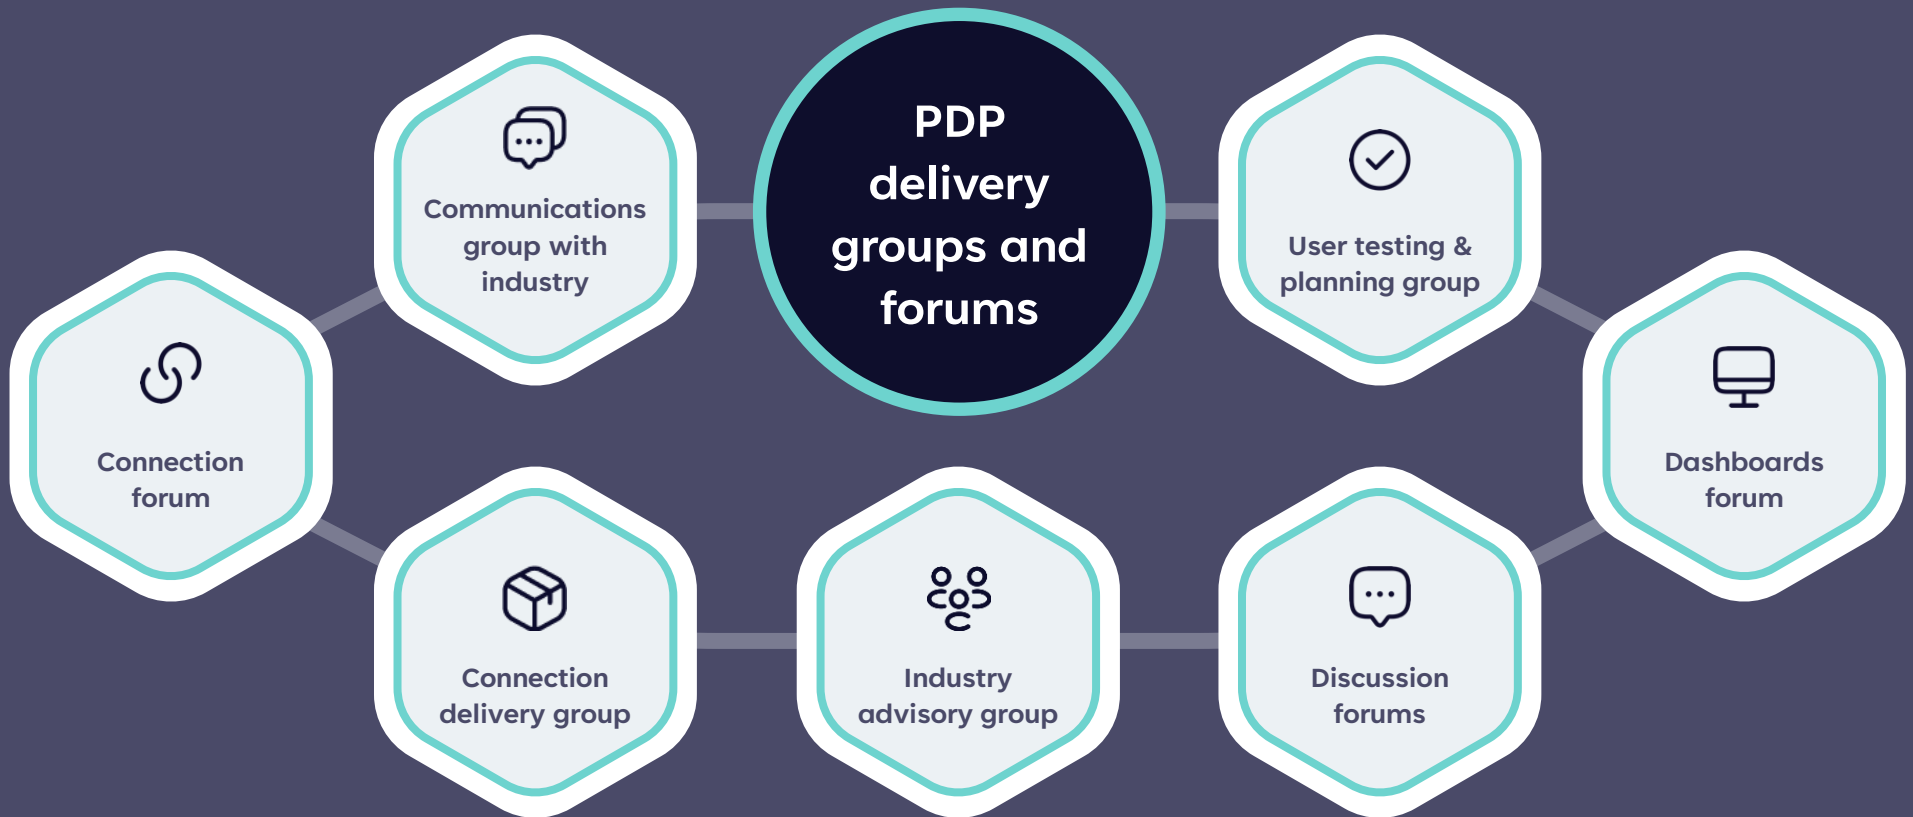 PDP
delivery
groups and
forums
Communications
group with
industry
User testing &
planning group
Connection
forum
Dashboards
forum
Connection
delivery group
Industry
advisory group
Discussion
forums